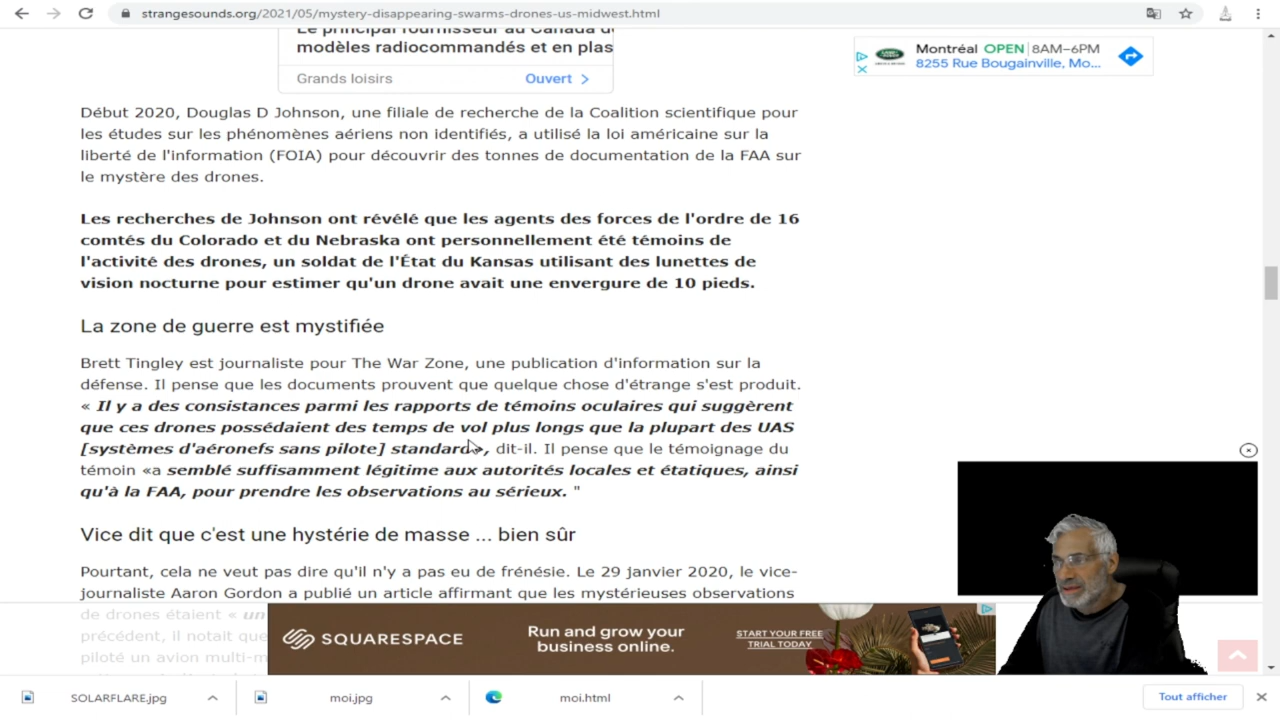 strangesounds.org/2021/05/mystery-disappearing-swarms-drones-us-midwest.html
modèles radiocommandés et en plas
Grands loisirs
Ouvert
Montréal OPEN 8AM–6PM
8255 Rue Bougainville, Mo...
Début 2020, Douglas D Johnson, une filiale de recherche de la Coalition scientifique pour
les études sur les phénomènes aériens non identifiés, a utilisé la loi américaine sur la
liberté de l'information (FOIA) pour découvrir des tonnes de documentation de la FAA sur
le mystère des drones.
Les recherches de Johnson ont révélé que les agents des forces de l'ordre de 16
comtés du Colorado et du Nebraska ont personnellement été témoins de
l'activité des drones, un soldat de l'État du Kansas utilisant des lunettes de
vision nocturne pour estimer qu'un drone avait une envergure de 10 pieds.
La zone de guerre est mystifiée
Brett Tingley est journaliste pour The War Zone, une publication d'information sur la
défense. Il pense que les documents prouvent que quelque chose d'étrange s'est produit.
« Il y a des consistances parmi les rapports de témoins oculaires qui suggèrent
que ces drones possédaient des temps de vol plus longs que la plupart des UAS
[systèmes d'aéronefs sans pilote] standard», dit-il. Il pense que le témoignage du
témoin «a semblé suffisamment légitime aux autorités locales et étatiques, ainsi
qu'à la FAA, pour prendre les observations au sérieux. "
Vice dit que c'est une hystérie de masse ... bien sûr
Pourtant, cela ne veut pas dire qu'il n'y a pas eu de frénésie. Le 29 janvier 2020, le vice-
journaliste Aaron Gordon a publié un article affirmant que les mystérieuses observations
de drones étaient « un
précédent, il notait que
piloté un avion multi-m
SQUARESPACE
Run and grow your
business online.
START YOUR FREE
TRIAL TODAY
SOLARFLARE.jpg
moi.jpg
moi.html
Tout afficher